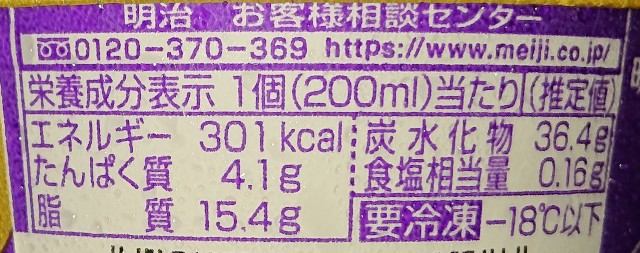 明治 お客様相談センター
0120-370-369 https://www.meiji.co.jp/
栄養成分表示 1個(200ml)当たり(推定値)
エネルギー 301kcal 炭水化物 36.4g
たんぱく質 4.1g 食塩相当量 0.16g
脂質 15.4g 要冷凍 -18℃以下